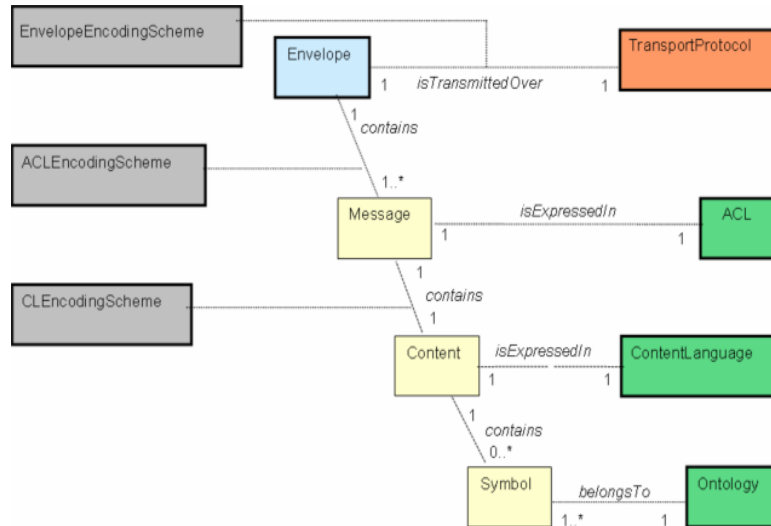 EnvelopeEncodingScheme
Envelope
TransportProtocol
1
isTransmittedOver
1
1
contains
ACLEncodingScheme
1..*
Message
isExpressedIn
ACL
1
1
1
CLEncodingScheme
contains
1
Content
isExpressedIn
ContentLanguage
1
1
1
contains
0..*
Symbol
belongsTo
Ontology
1..*
1